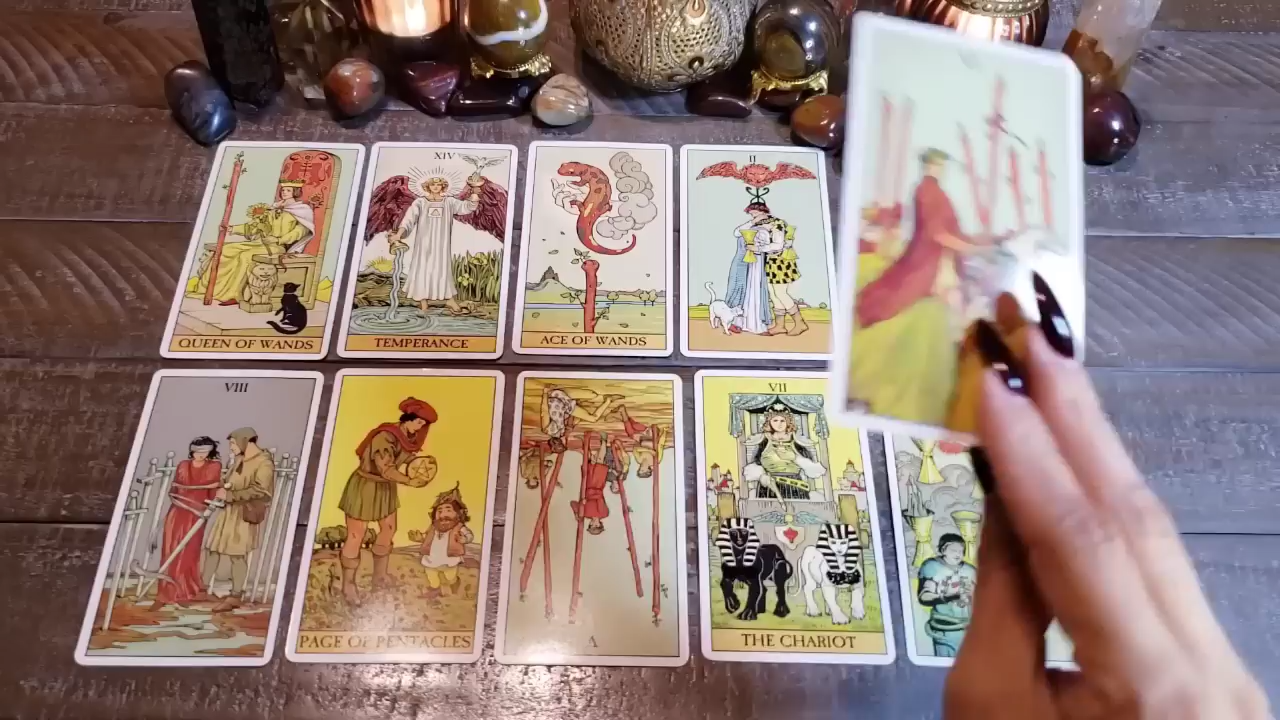 QUEEN OF WANDS
XIV
TEMPERANCE
ACE OF WANDS
II
VIII
PAGE OF PENTACLES
V
VII
THE CHARIOT